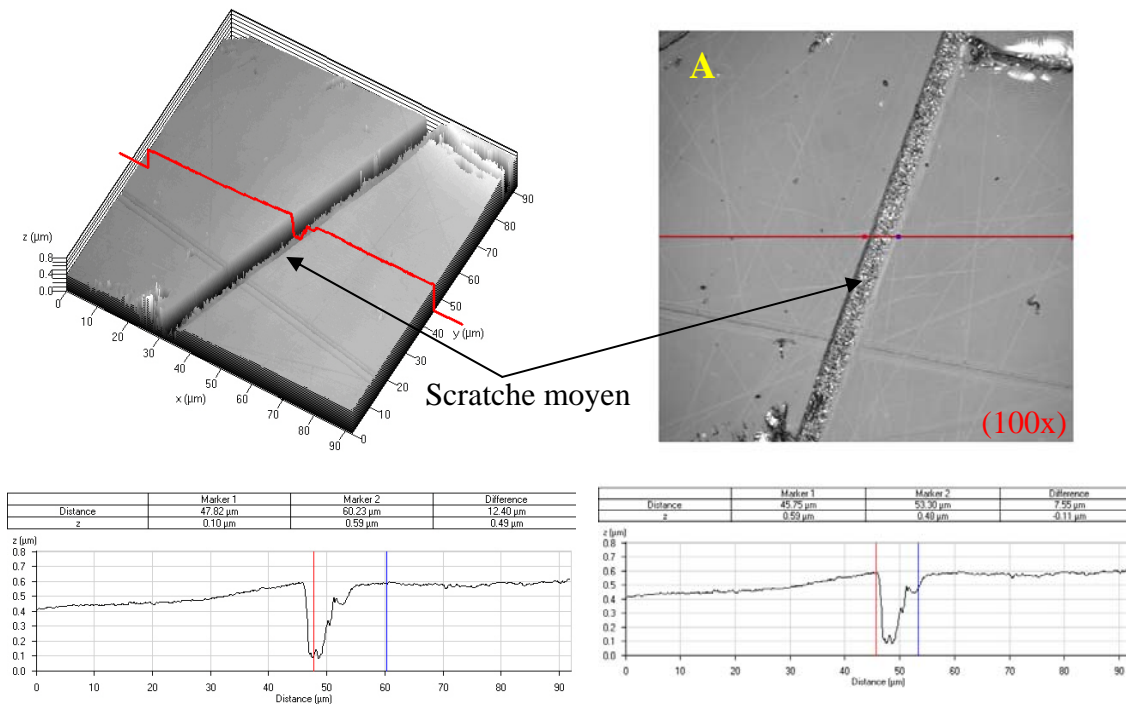 A
z (µm)
0.8
0.4
0.0
0
10
20
30
40
50
60
70
80
90
x (µm)
0
10
20
30
40
50
60
70
80
90
y (µm)
Scratche moyen
(100x)
Marker 1 Marker 2 Difference
Distance 47.82 µm 60.23 µm 12.40 µm
z 0.10 µm 0.59 µm 0.49 µm
z [µm]
0.8
0.7
0.6
0.5
0.4
0.3
0.2
0.1
0.0
0 10 20 30 40 50 60 70 80 90
Distance [µm]
Marker 1 Marker 2 Difference
Distance 45.75 µm 53.30 µm 7.55 µm
z 0.59 µm 0.48 µm -0.11 µm
z [µm]
0.8
0.7
0.6
0.5
0.4
0.3
0.2
0.1
0.0
0 10 20 30 40 50 60 70 80 90
Distance [µm]